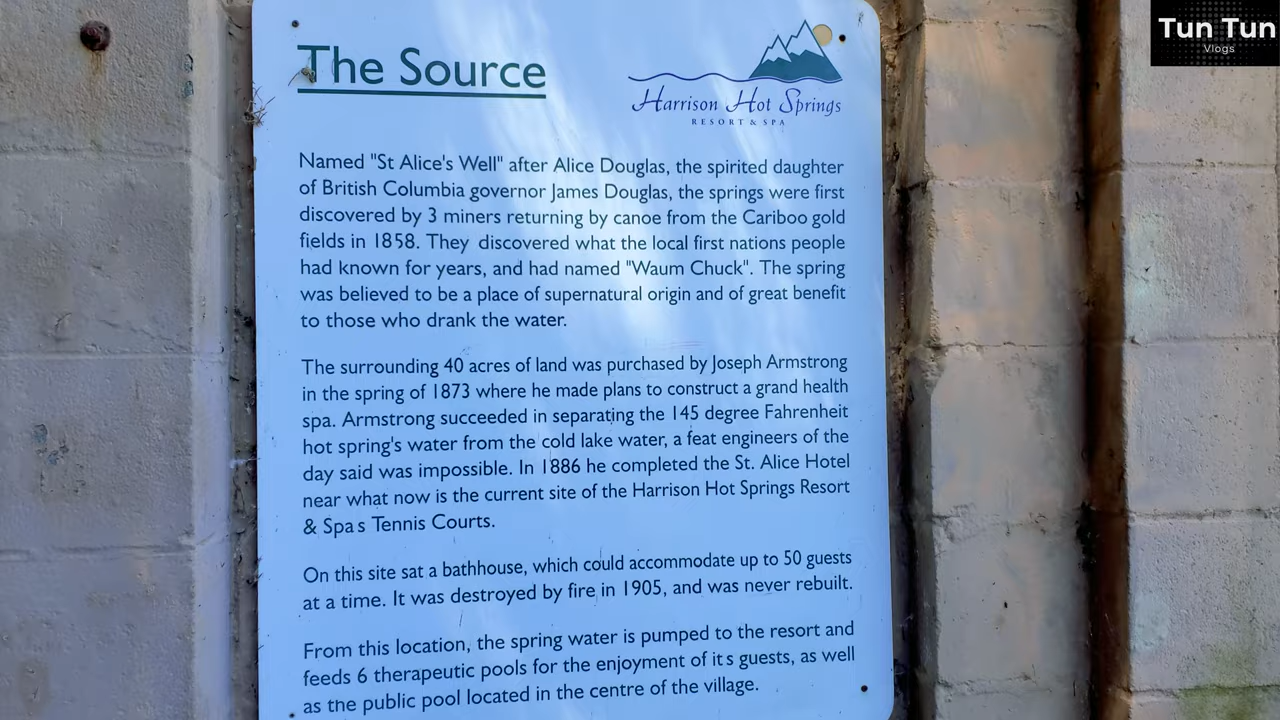 Tun Tun
Vlogs
The Source
Harrison Hot Springs
RESORT & SPA
Named "St Alice's Well" after Alice Douglas, the spirited daughter
of British Columbia governor James Douglas, the springs were first
discovered by 3 miners returning by canoe from the Cariboo gold
fields in 1858. They discovered what the local first nations people
had known for years, and had named "Waum Chuck". The spring
was believed to be a place of supernatural origin and of great benefit
to those who drank the water.
The surrounding 40 acres of land was purchased by Joseph Armstrong
in the spring of 1873 where he made plans to construct a grand health
spa. Armstrong succeeded in separating the 145 degree Fahrenheit
hot spring's water from the cold lake water, a feat engineers of the
day said was impossible. In 1886 he completed the St. Alice Hotel
near what now is the current site of the Harrison Hot Springs Resort
& Spa s Tennis Courts.
On this site sat a bathhouse, which could accommodate up to 50 guests
at a time. It was destroyed by fire in 1905, and was never rebuilt.
From this location, the spring water is pumped to the resort and
feeds 6 therapeutic pools for the enjoyment of it s guests, as well
as the public pool located in the centre of the village.